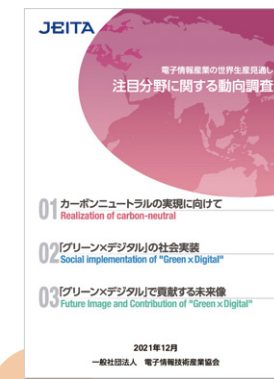 JEITA
電子情報産業の世界生産見通し
注目分野に関する動向調査
01 カーボンニュートラルの実現に向けて
Realization of carbon-neutral
02 「グリーン×デジタル」の社会実装
Social implementation of "Green x Digital"
03 「グリーン×デジタル」で貢献する未来像
Future Image and Contribution of "Green x Digital"
2021年12月
一般社団法人 電子情報技術産業協会